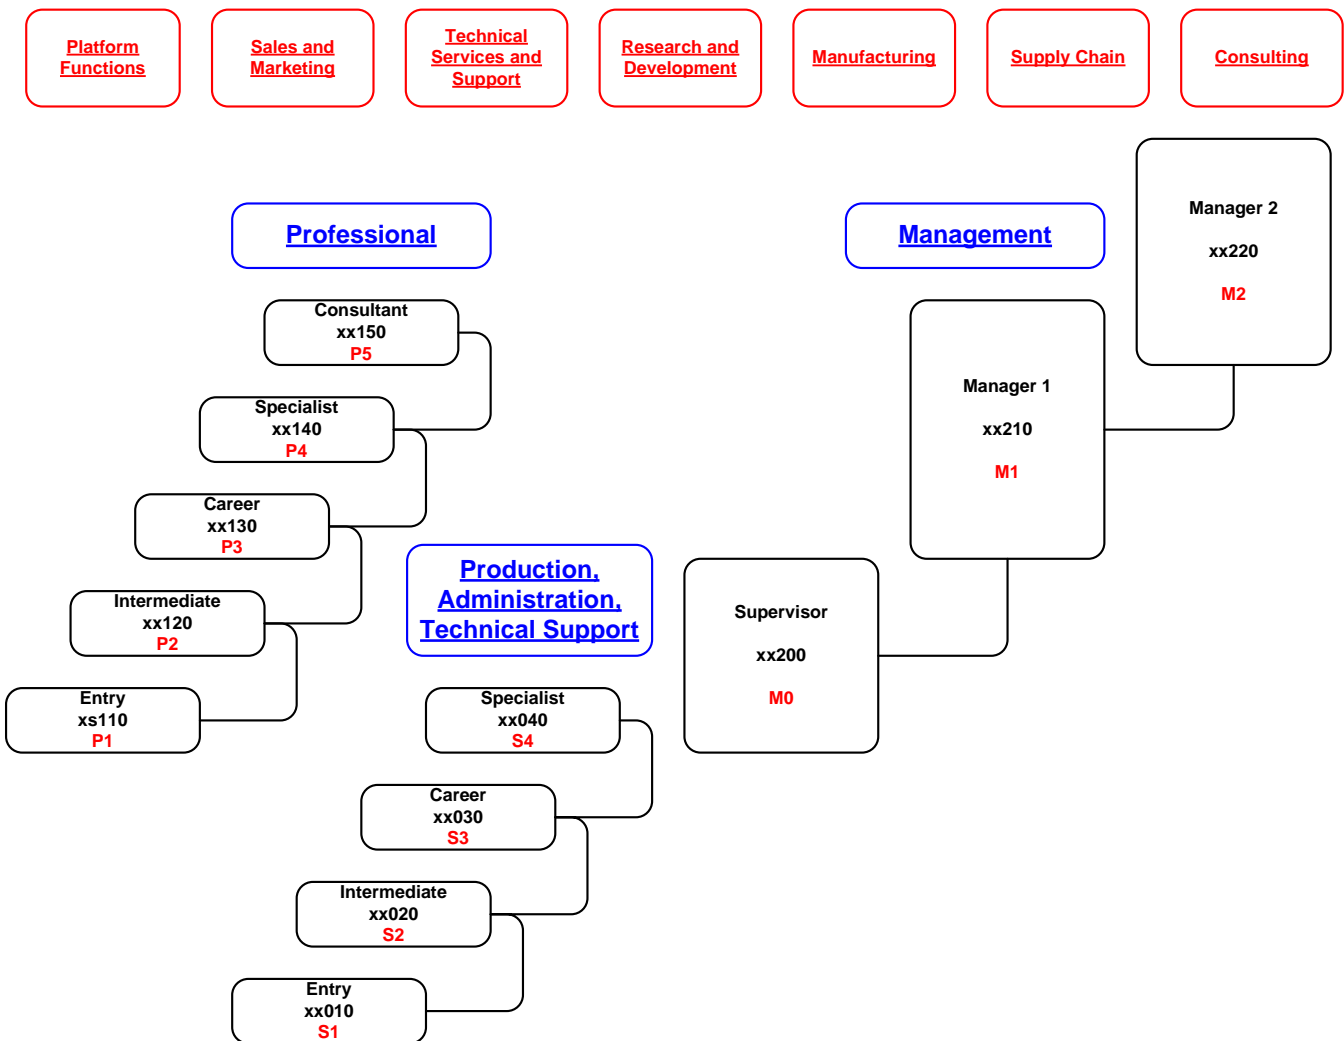 Platform
Functions
Sales and
Marketing
Technical
Services and
Support
Research and
Development
Manufacturing
Supply Chain
Consulting
Professional
Consultant
xx150
P5
Specialist
xx140
P4
Career
xx130
P3
Intermediate
xx120
P2
Entry
xs110
P1
Production,
Administration,
Technical Support
Specialist
xx040
S4
Career
xx030
S3
Intermediate
xx020
S2
Entry
xx010
S1
Management
Manager 2
xx220
M2
Manager 1
xx210
M1
Supervisor
xx200
M0